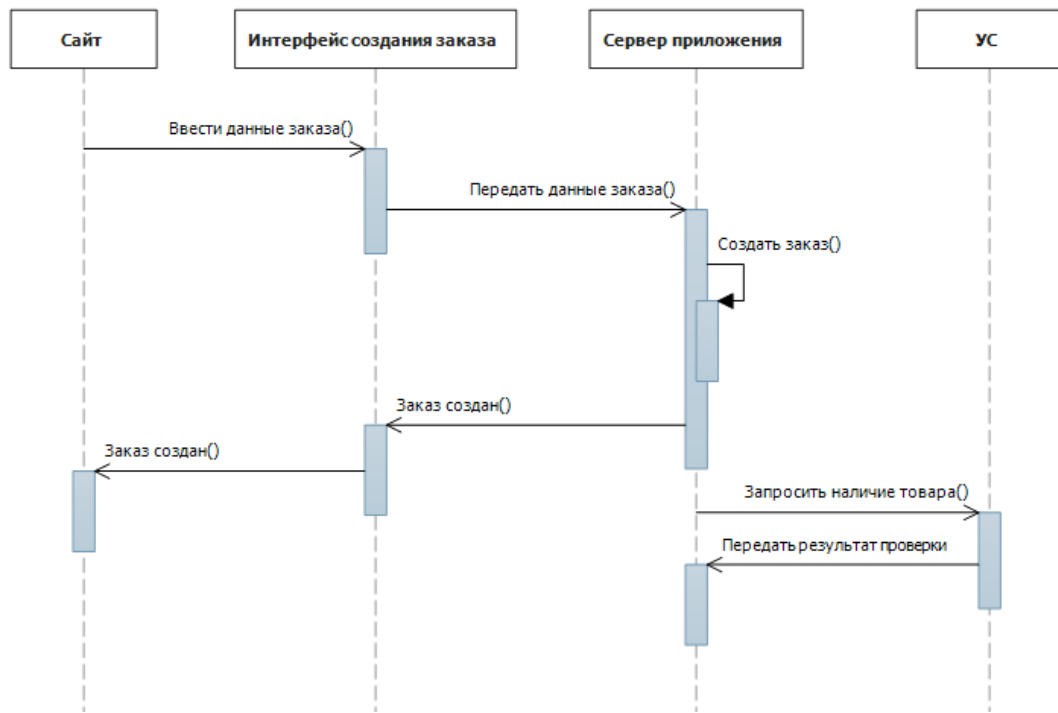 Сайт
Интерфейс создания заказа
Сервер приложения
УС
Ввести данные заказа()
Передать данные заказа()
Создать заказ()
Заказ создан()
Заказ создан()
Запросить наличие товара()
Передать результат проверки